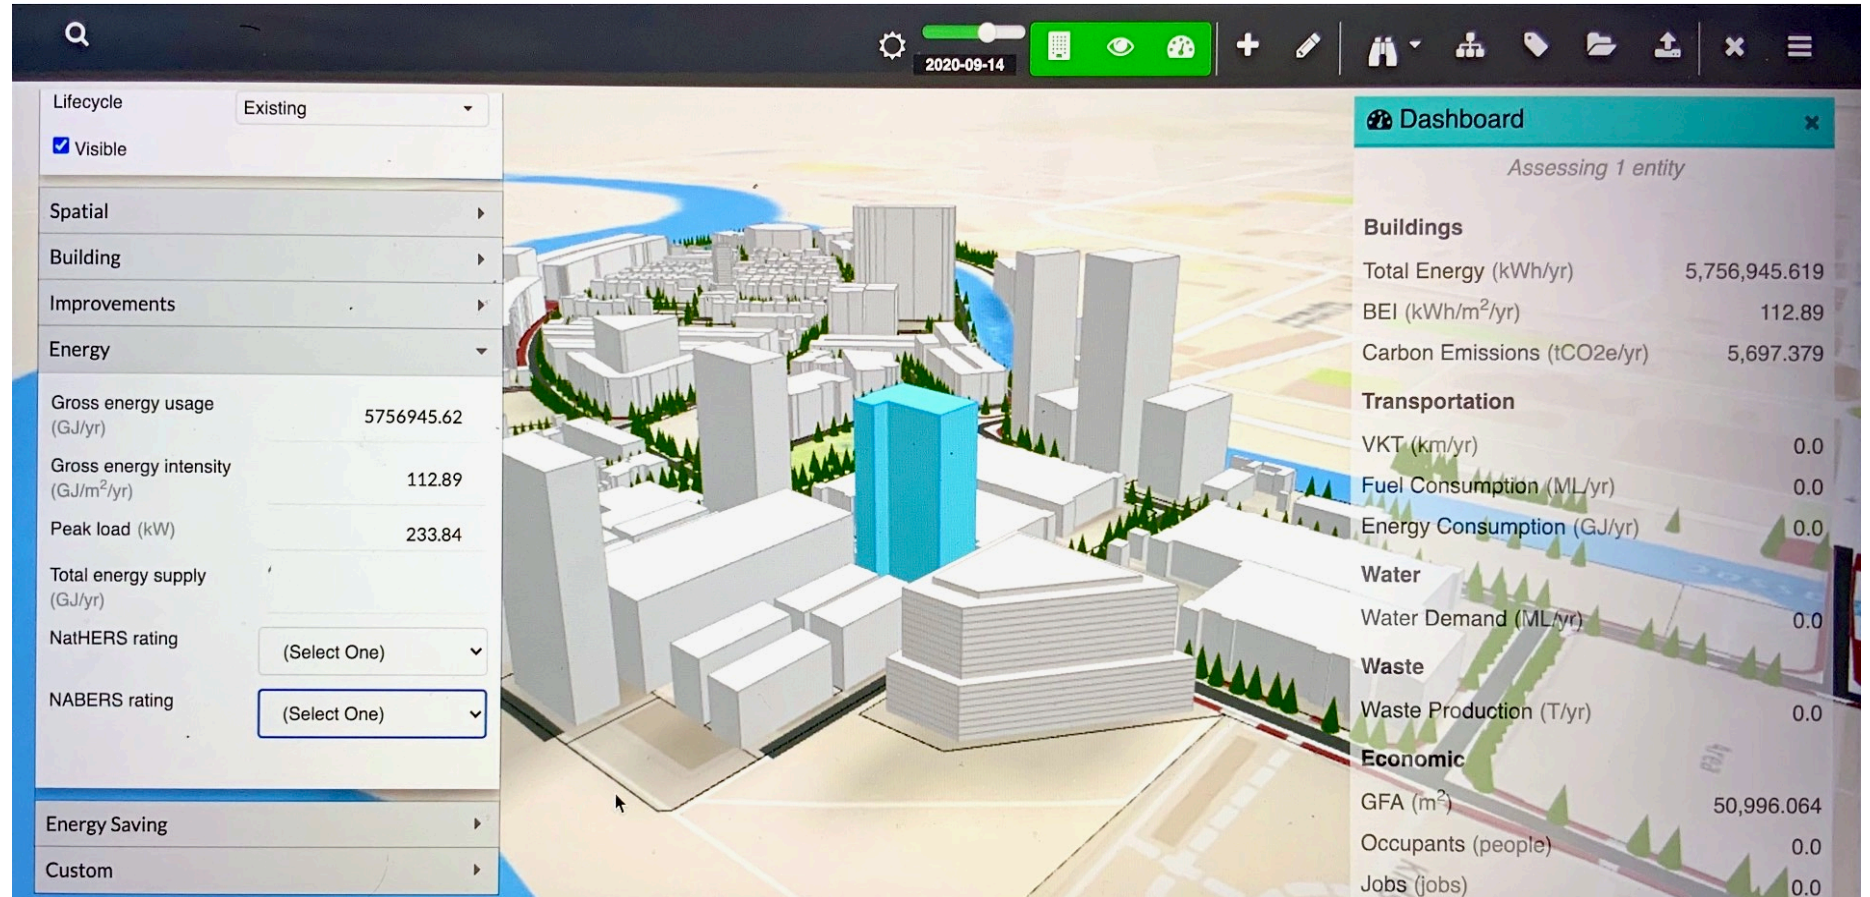 2020-09-14
Lifecycle
Existing
Visible
Spatial
Building
Improvements
Energy
Gross energy usage
(GJ/yr)
5756945.62
Gross energy intensity
(GJ/m²/yr)
112.89
Peak load (kW)
233.84
Total energy supply
(GJ/yr)
NatHERS rating
(Select One)
NABERS rating
(Select One)
Energy Saving
Custom
Dashboard
Assessing 1 entity
Buildings
Total Energy (kWh/yr) 5,756,945.619
BEI (kWh/m²/yr) 112.89
Carbon Emissions (tCO2e/yr) 5,697.379
Transportation
VKT (km/yr) 0.0
Fuel Consumption (ML/yr) 0.0
Energy Consumption (GJ/yr) 0.0
Water
Water Demand (ML/yr) 0.0
Waste
Waste Production (T/yr) 0.0
Economic
GFA (m²) 50,996.064
Occupants (people) 0.0
Jobs (jobs) 0.0